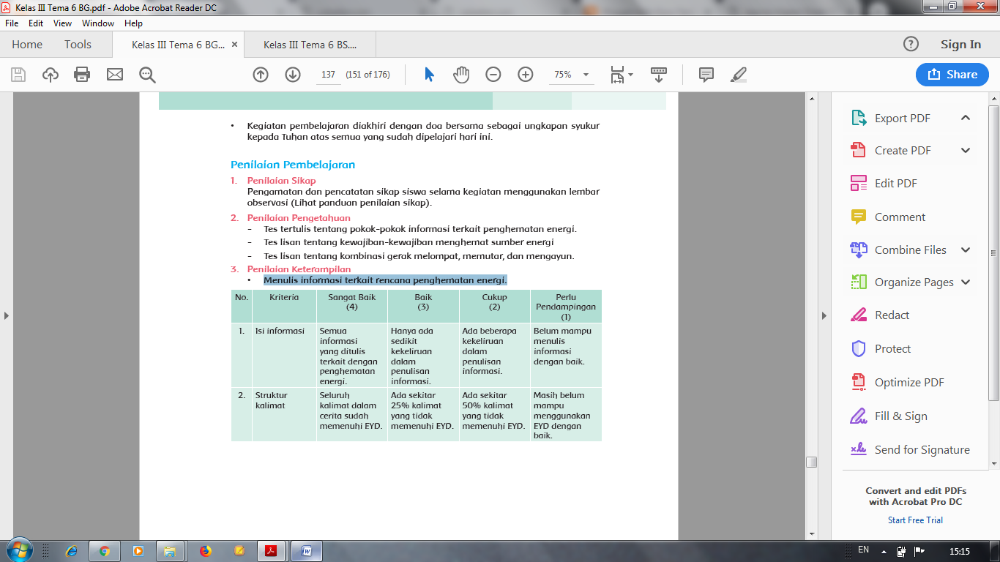 Kelas III Tema 6 BG.pdf - Adobe Acrobat Reader DC
File Edit View Window Help
Home Tools Kelas III Tema 6 BG... × Kelas III Tema 6 BS.... Sign In
137 (151 of 176) 75% Share
• Kegiatan pembelajaran diakhiri dengan doa bersama sebagai ungkapan syukur
kepada Tuhan atas semua yang sudah dipelajari hari ini.
Penilaian Pembelajaran
1. Penilaian Sikap
Pengamatan dan pencatatan sikap siswa selama kegiatan menggunakan lembar
observasi (Lihat panduan penilaian sikap).
2. Penilaian Pengetahuan
- Tes tertulis tentang pokok-pokok informasi terkait penghematan energi.
- Tes lisan tentang kewajiban-kewajiban menghemat sumber energi
- Tes lisan tentang kombinasi gerak melompat, memutar, dan mengayun.
3. Penilaian Keterampilan
• Menulis informasi terkait rencana penghematan energi.
No.
Kriteria
Sangat Baik
(4)
Baik
(3)
Cukup
(2)
Perlu
Pendampingan
(1)
1.
Isi informasi
Semua
informasi
yang ditulis
terkait dengan
penghematan
energi.
Hanya ada
sedikit
kekeliruan
dalam
penulisan
informasi.
Ada beberapa
kekeliruan
dalam
penulisan
informasi.
Belum mampu
menulis
informasi
dengan baik.
2.
Struktur
kalimat
Seluruh
kalimat dalam
cerita sudah
memenuhi EYD.
Ada sekitar
25% kalimat
yang tidak
memenuhi EYD.
Ada sekitar
50% kalimat
yang tidak
memenuhi EYD.
Masih belum
mampu
menggunakan
EYD dengan
baik.
Export PDF
Create PDF
Edit PDF
Comment
Combine Files
Organize Pages
Redact
Protect
Optimize PDF
Fill & Sign
Send for Signature
Convert and edit PDFs
with Acrobat Pro DC
Start Free Trial
EN 15:15